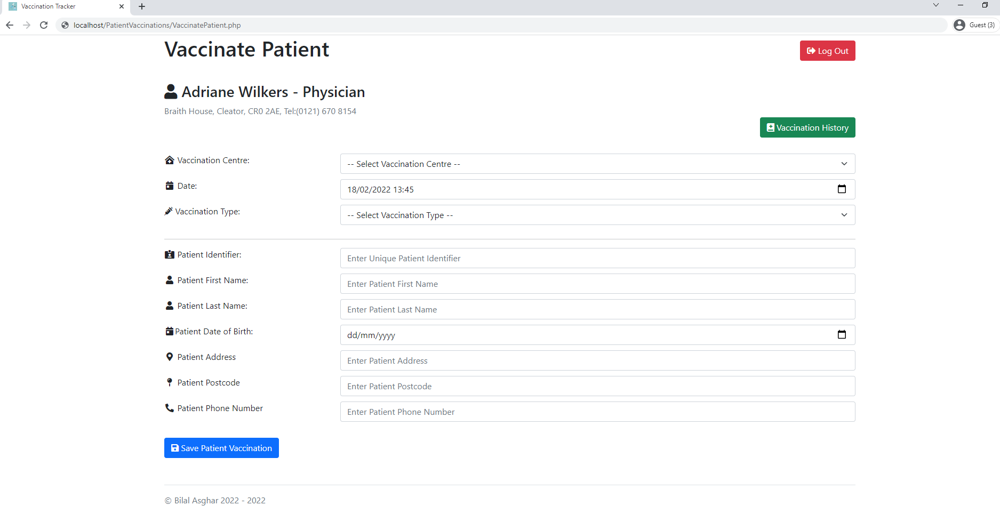 Vaccination Tracker
localhost/PatientVaccinations/VaccinatePatient.php
Guest (3)
Vaccinate Patient
Log Out
Adriane Wilkers - Physician
Braith House, Cleator, CR0 2AE, Tel:(0121) 670 8154
Vaccination History
Vaccination Centre:
-- Select Vaccination Centre --
Date:
18/02/2022 13:45
Vaccination Type:
-- Select Vaccination Type --
Patient Identifier:
Enter Unique Patient Identifier
Patient First Name:
Enter Patient First Name
Patient Last Name:
Enter Patient Last Name
Patient Date of Birth:
dd/mm/yyyy
Patient Address
Enter Patient Address
Patient Postcode
Enter Patient Postcode
Patient Phone Number
Enter Patient Phone Number
Save Patient Vaccination
© Bilal Asghar 2022 - 2022